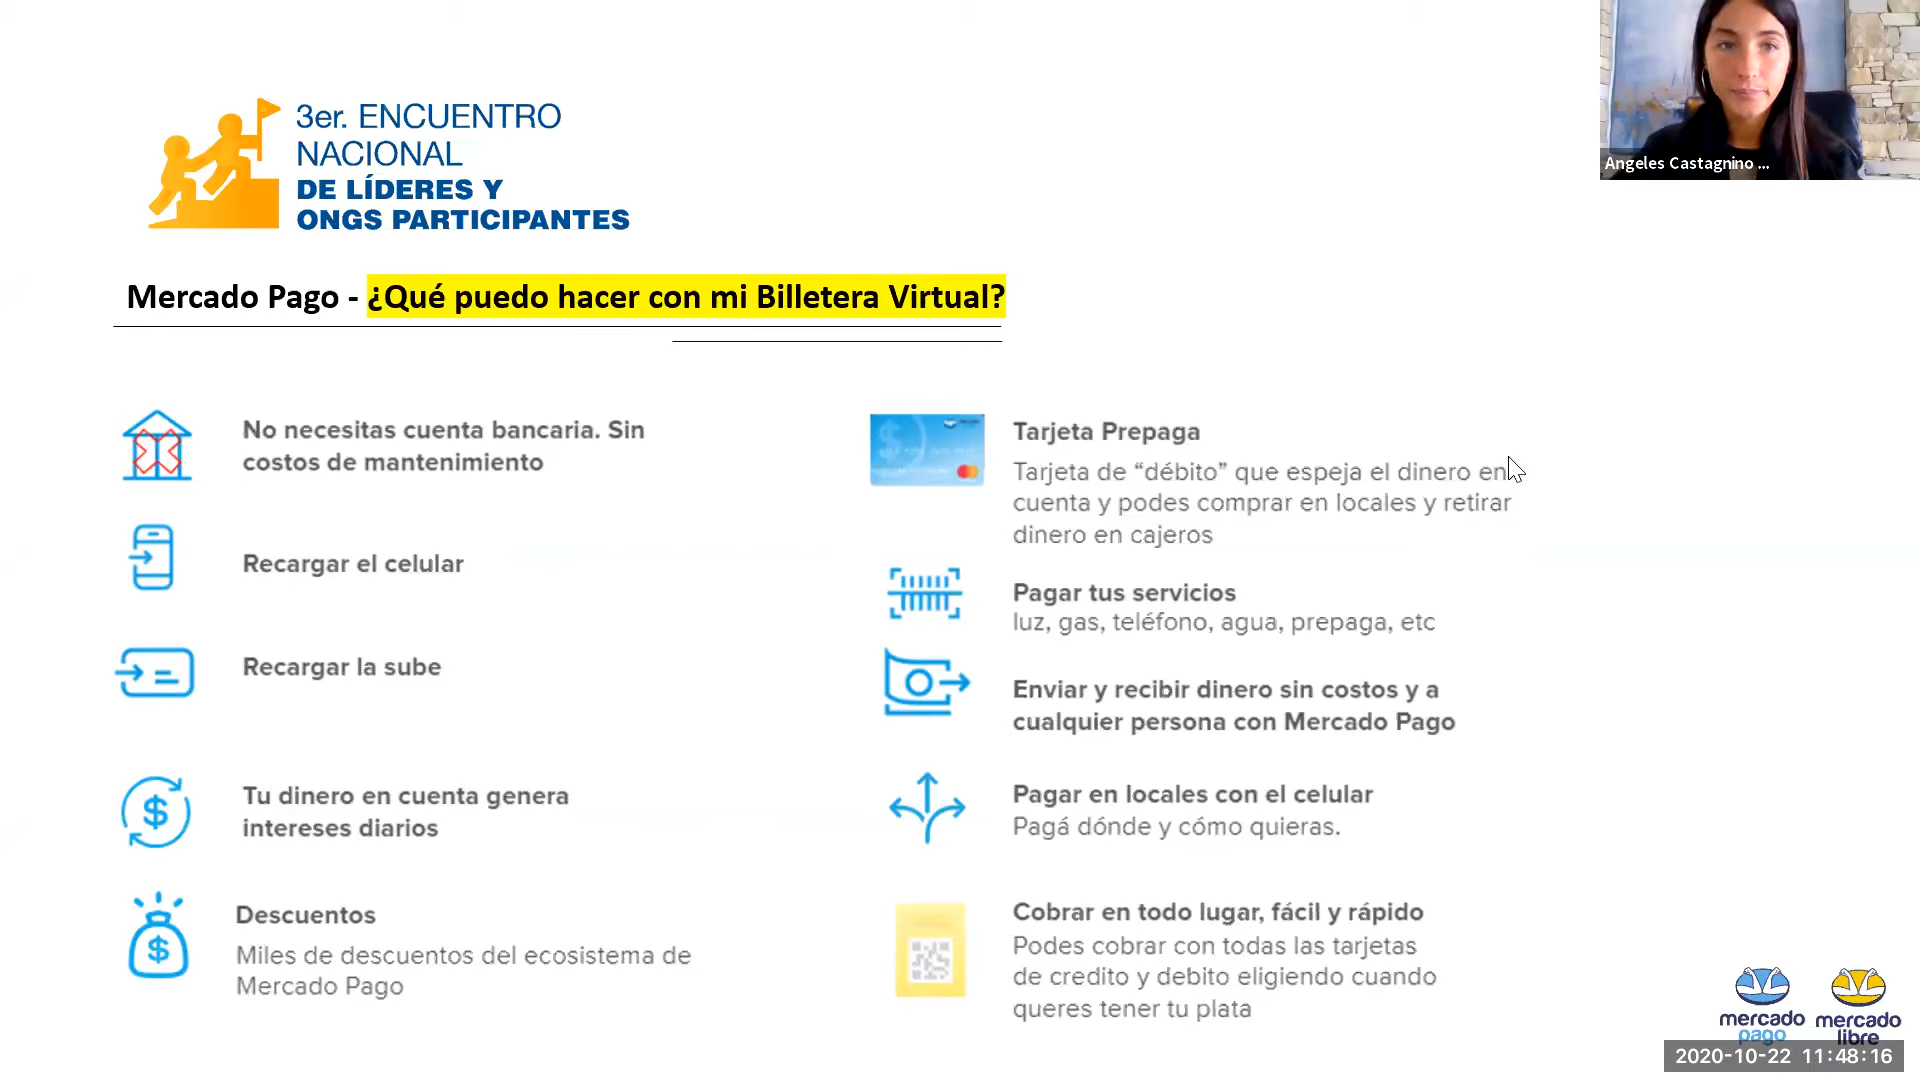 3er. ENCUENTRO
NACIONAL
DE LÍDERES Y
ONGS PARTICIPANTES
Angeles Castagnino ...
Mercado Pago - ¿Qué puedo hacer con mi Billetera Virtual?
No necesitas cuenta bancaria. Sin
costos de mantenimiento
Recargar el celular
Recargar la sube
Tu dinero en cuenta genera
intereses diarios
Descuentos
Miles de descuentos del ecosistema de
Mercado Pago
Tarjeta Prepaga
Tarjeta de “débito” que espeja el dinero en
cuenta y podes comprar en locales y retirar
dinero en cajeros
Pagar tus servicios
luz, gas, teléfono, agua, prepaga, etc
Enviar y recibir dinero sin costos y a
cualquier persona con Mercado Pago
Pagar en locales con el celular
Pagá dónde y cómo quieras.
Cobrar en todo lugar, fácil y rápido
Podes cobrar con todas las tarjetas
de credito y debito eligiendo cuando
queres tener tu plata
mercado
pago
mercado
libre
2020-10-22 11:48:16